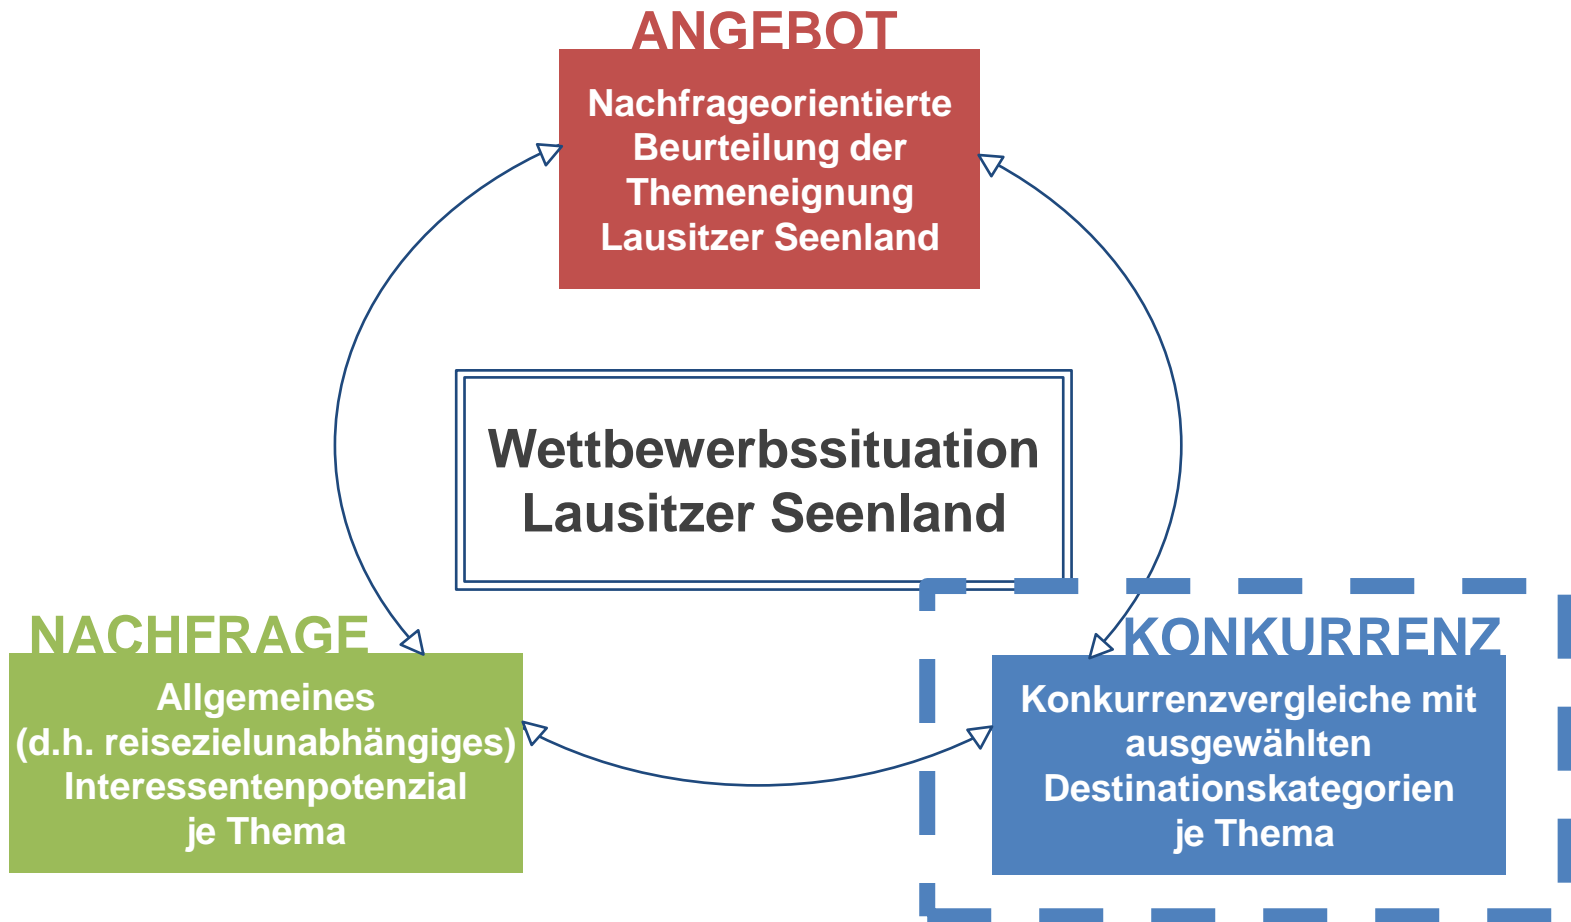 ANGEBOT
Nachfrageorientierte
Beurteilung der
Themeneignung
Lausitzer Seenland
Wettbewerbssituation
Lausitzer Seenland
NACHFRAGE
Allgemeines
(d.h. reisezielunabhängiges)
Interessentenpotenzial
je Thema
KONKURRENZ
Konkurrenzvergleiche mit
ausgewählten
Destinationskategorien
je Thema